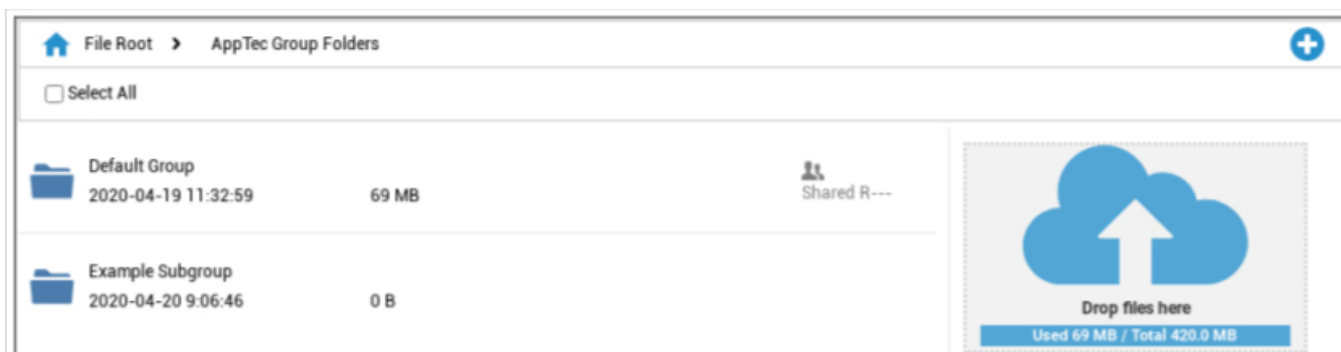 File Root > AppTec Group Folders
Select All
Default Group
2020-04-19 11:32:59 69 MB
Shared R---
Example Subgroup
2020-04-20 9:06:46 0 B
Drop files here
Used 69 MB / Total 420.0 MB